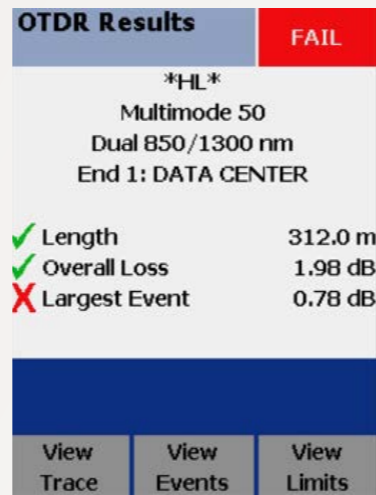 OTDR Results FAIL
*HL*
Multimode 50
Dual 850/1300 nm
End 1: DATA CENTER
Length 312.0 m
Overall Loss 1.98 dB
Largest Event 0.78 dB
View View View
Trace Events Limits